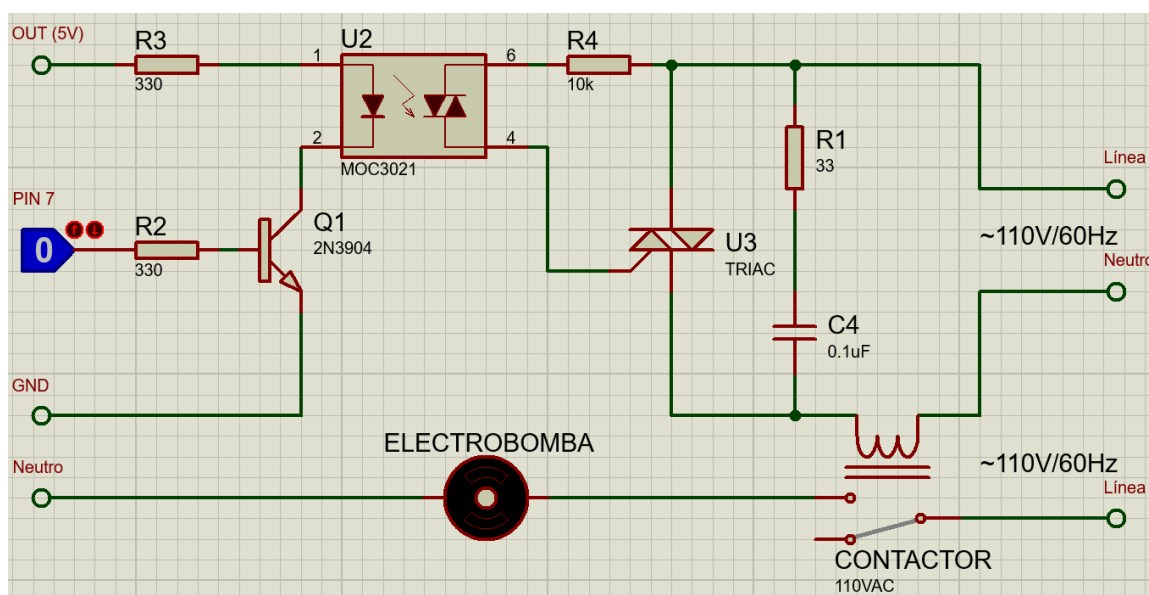 OUT (5V)
R3
330
1
U2
6
R4
10k
2
4
MOC3021
R1
33
Línea
PIN 7
0
R2
330
Q1
2N3904
U3
TRIAC
~110V/60Hz
Neutro
C4
0.1uF
GND
ELECTROBOMBA
Neutro
~110V/60Hz
Línea
CONTACTOR
110VAC